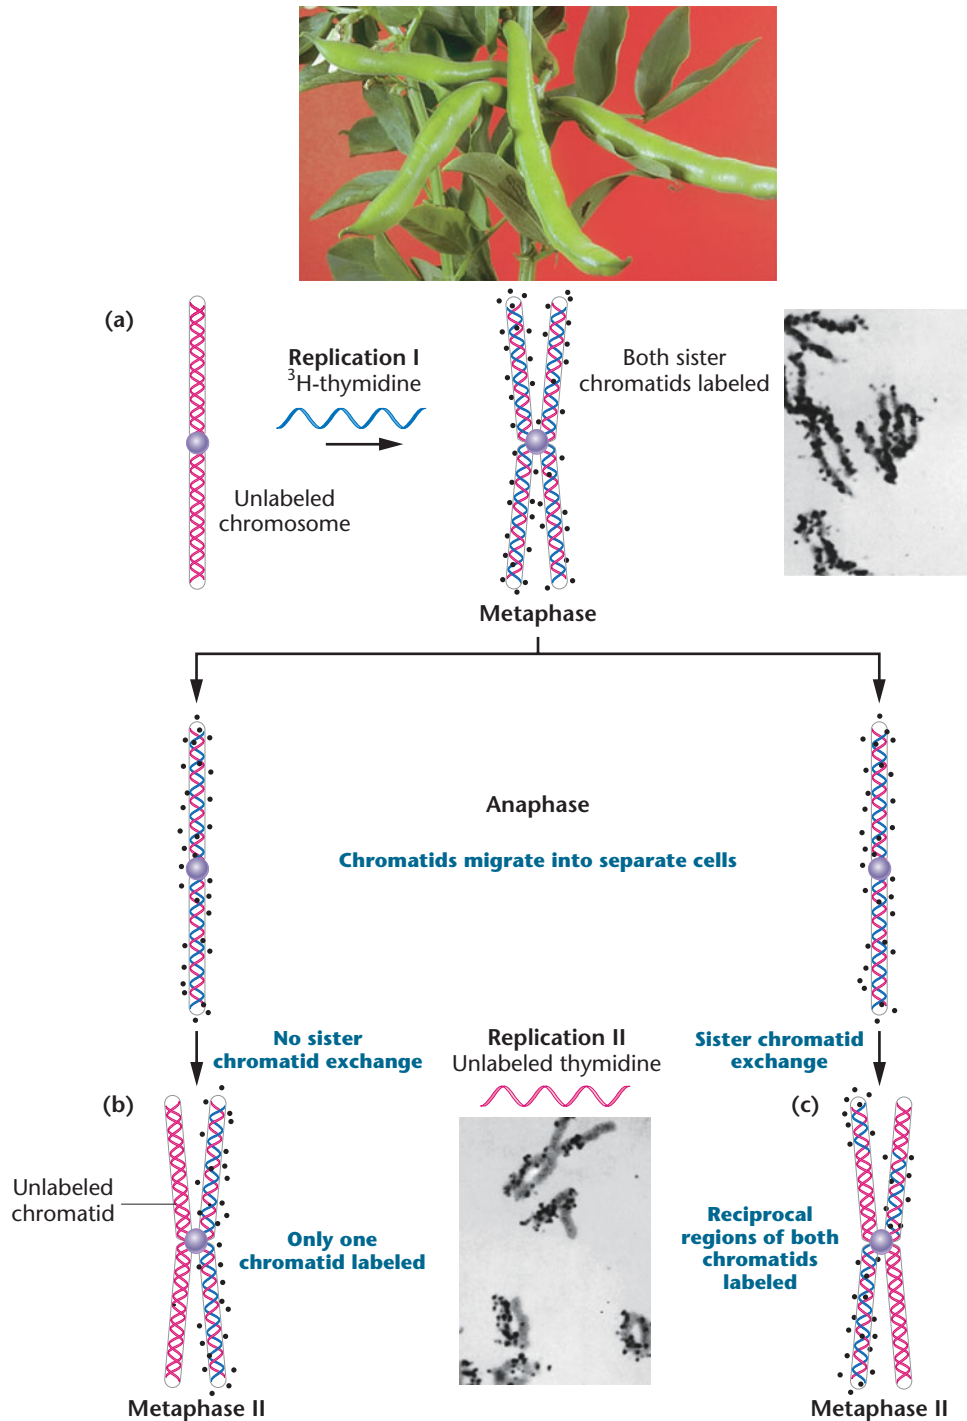 (a)
Replication I
³H-thymidine
Unlabeled
chromosome
Both sister
chromatids labeled
Metaphase
Anaphase
Chromatids migrate into separate cells
No sister
chromatid exchange
Replication II
Unlabeled thymidine
Sister chromatid
exchange
(b)
Unlabeled
chromatid
Only one
chromatid labeled
Metaphase II
(c)
Reciprocal
regions of both
chromatids
labeled
Metaphase II